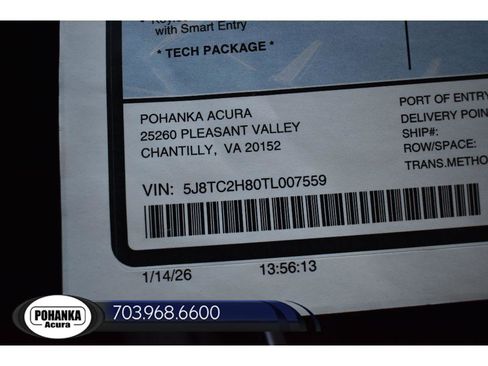 with Smart Entry
* TECH PACKAGE *
POHANKA ACURA
25260 PLEASANT VALLEY
CHANTILLY, VA 20152
PORT OF ENTRY
DELIVERY POIN
SHIP#:
ROW/SPACE:
TRANS.METHO
VIN: 5J8TC2H80TL007559
1/14/26 13:56:13
POHANKA
Acura
703.968.6600